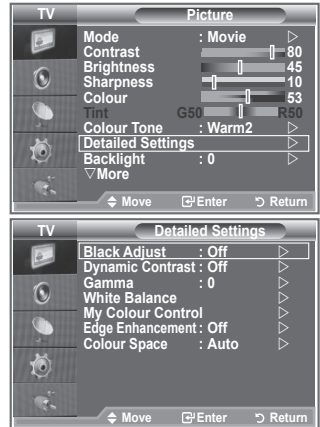 TV Picture
Mode : Movie
Contrast 80
Brightness 45
Sharpness 10
Colour 53
Tint G50 R50
Colour Tone : Warm2
Detailed Settings
Backlight : 0
▽More
Move Enter Return
TV Detailed Settings
Black Adjust : Off
Dynamic Contrast : Off
Gamma : 0
White Balance
My Colour Control
Edge Enhancement : Off
Colour Space : Auto
Move Enter Return